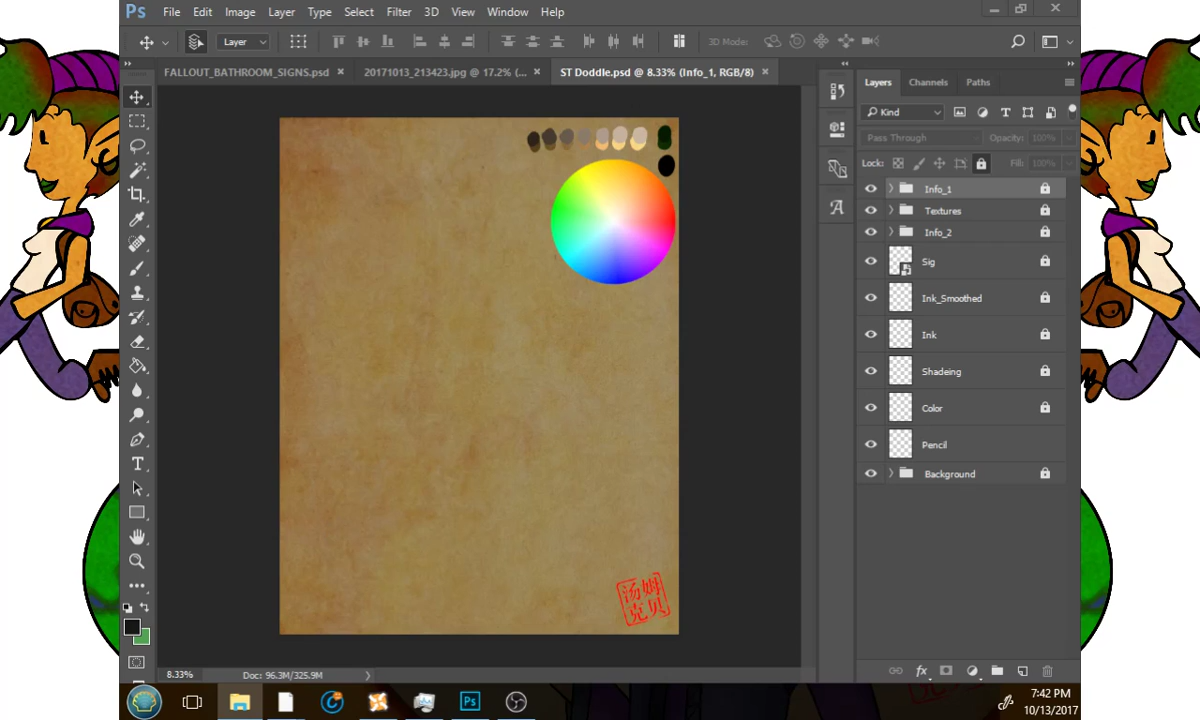 Ps File Edit Image Layer Type Select Filter 3D View Window Help
Layer 3D Mode:
FALLOUT_BATHROOM_SIGNS.psd × 20171013_213423.jpg @ 17.2% (... × ST Doddle.psd @ 8.33% (Info_1, RGB/8) ×
Layers Channels Paths
Kind
Pass Through Opacity: 100%
Lock: Fill: 100%
Info_1
Textures
Info_2
Sig
Ink_Smoothed
Ink
Shadeing
Color
Pencil
Background
汤姆
克贝
8.33% Doc: 96.3M/325.9M
Ps
7:42 PM
10/13/2017